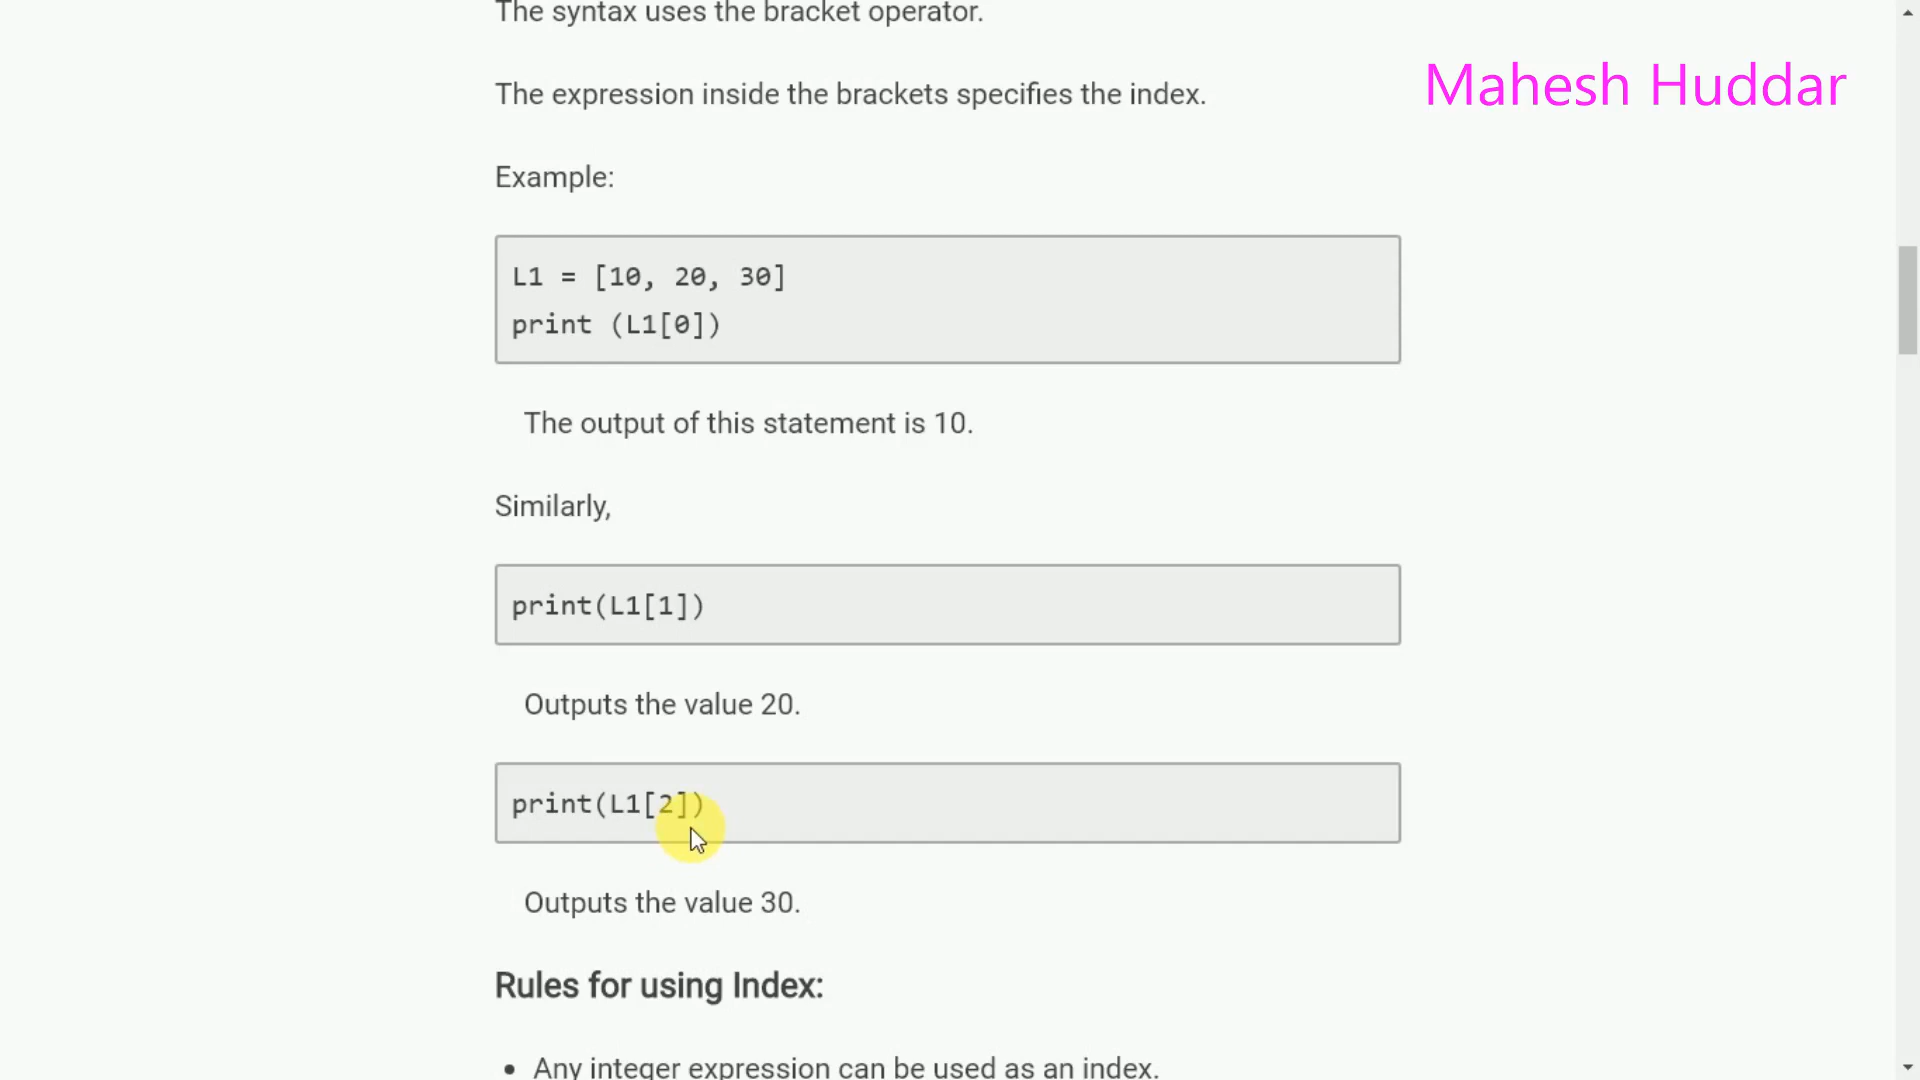 The syntax uses the bracket operator.
Mahesh Huddar
The expression inside the brackets specifies the index.
Example:
L1 = [10, 20, 30]
print (L1[0])
The output of this statement is 10.
Similarly,
print(L1[1])
Outputs the value 20.
print(L1[2])
Outputs the value 30.
Rules for using Index:
• Any integer expression can be used as an index.